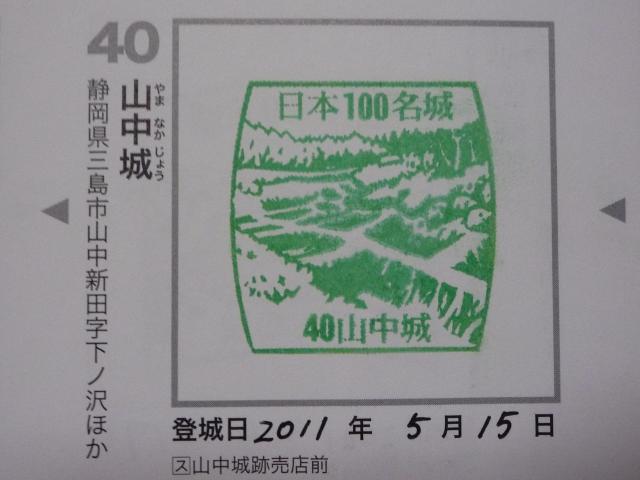 40
山中城
やま なか じょう
静岡県三島市山中新田字下ノ沢ほか
日本100名城
40山中城
登城日2011年 5月15日
ス山中城跡売店前